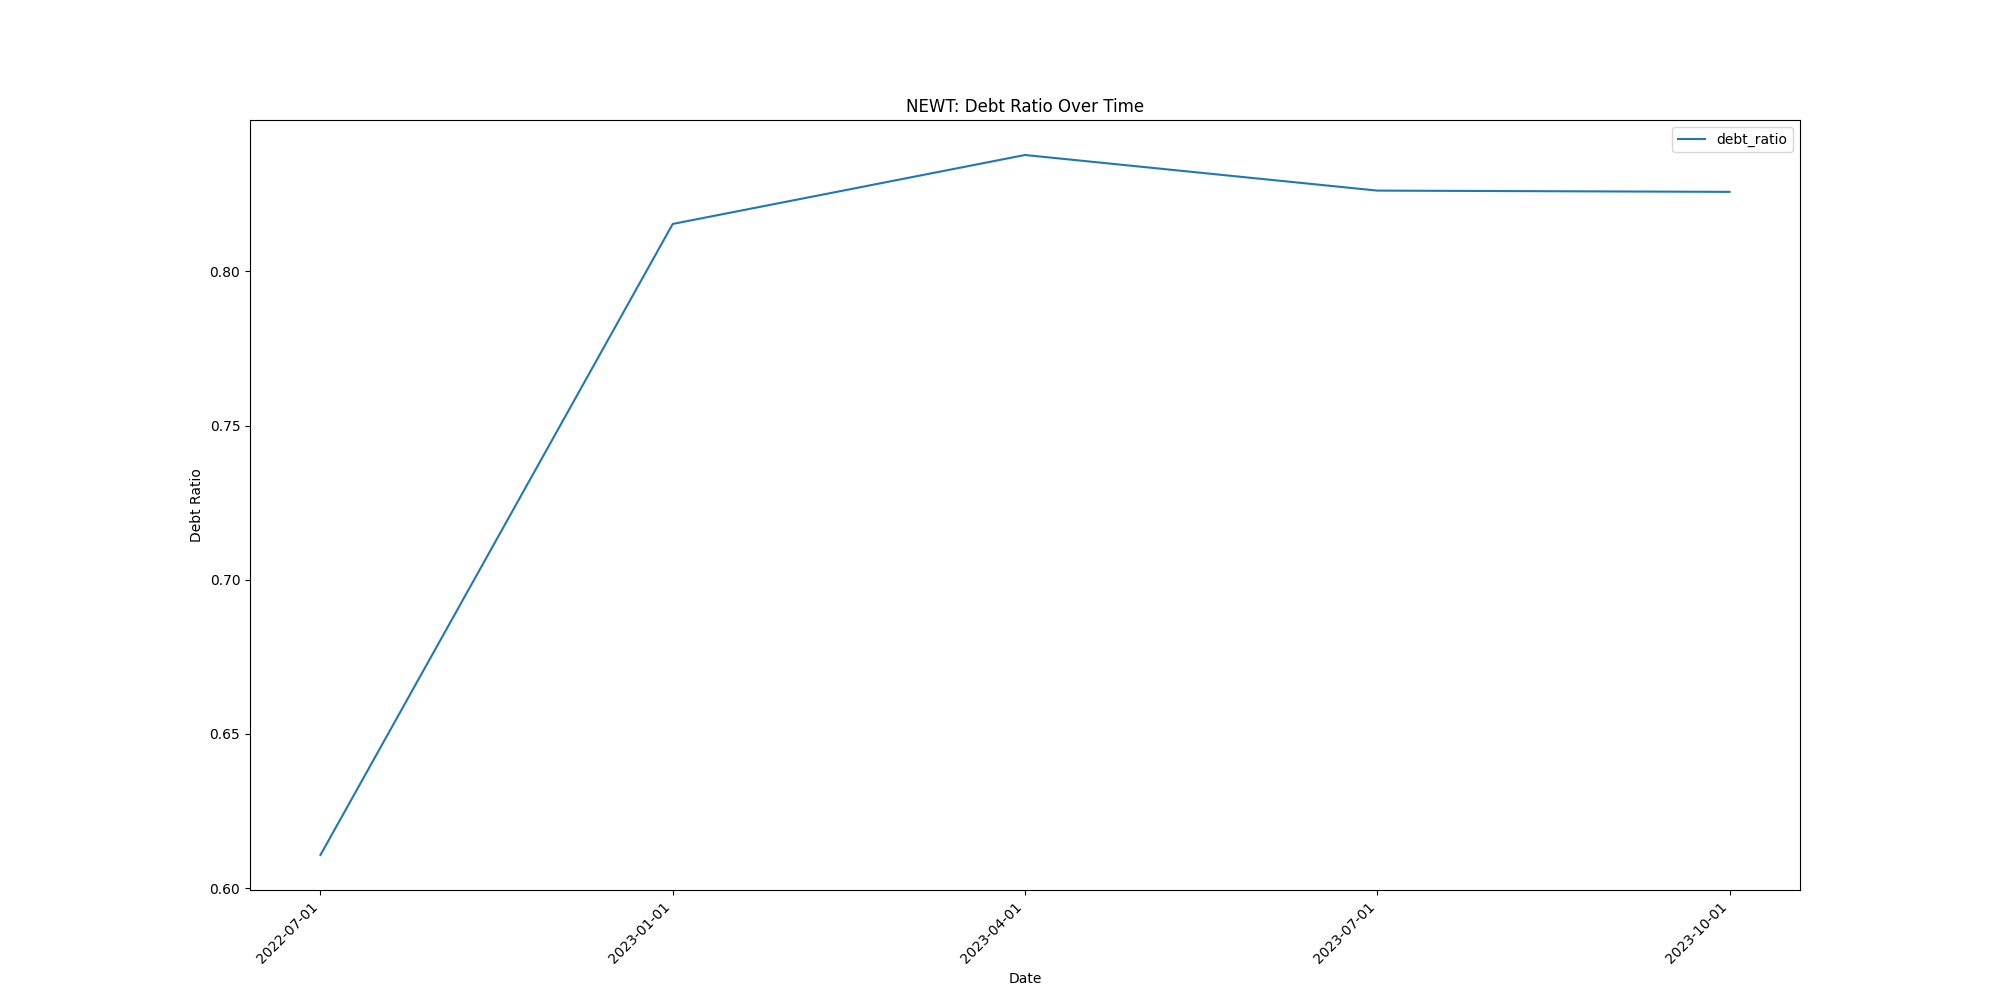 NEWT: Debt Ratio Over Time
debt_ratio
0.80
0.75
0.70
0.65
0.60
Debt Ratio
2022-07-01
2023-01-01
2023-04-01
2023-07-01
2023-10-01
Date